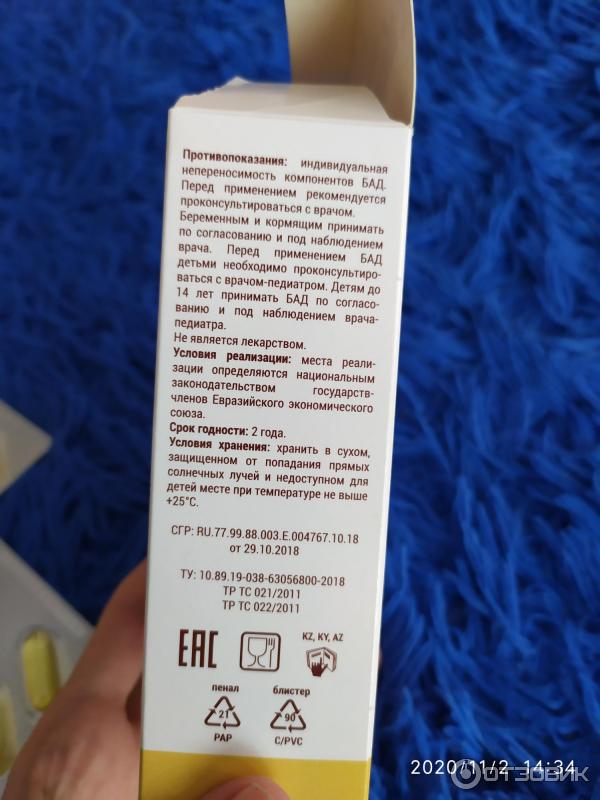 Противопоказания: индивидуальная
непереносимость компонентов БАД.
Перед применением рекомендуется
проконсультироваться с врачом.
Беременным и кормящим принимать
по согласованию и под наблюдением
врача. Перед применением БАД
детьми необходимо проконсультиро-
ваться с врачом-педиатром. Детям до
14 лет принимать БАД по согласо-
ванию и под наблюдением врача-
педиатра.
Не является лекарством.
Условия реализации: места реали-
зации определяются национальным
законодательством государств-
членов Евразийского экономического
союза.
Срок годности: 2 года.
Условия хранения: хранить в сухом,
защищенном от попадания прямых
солнечных лучей и недоступном для
детей месте при температуре не выше
+25°С.
СГР: RU.77.99.88.003.E.004767.10.18
от 29.10.2018
ТУ: 10.89.19-038-63056800-2018
ТР ТС 021/2011
ТР ТС 022/2011
EAC
KZ, KY, AZ
пенал блистер
21 90
PAP C/PVC
2020/11/2 14:34
ОТЗОВИК